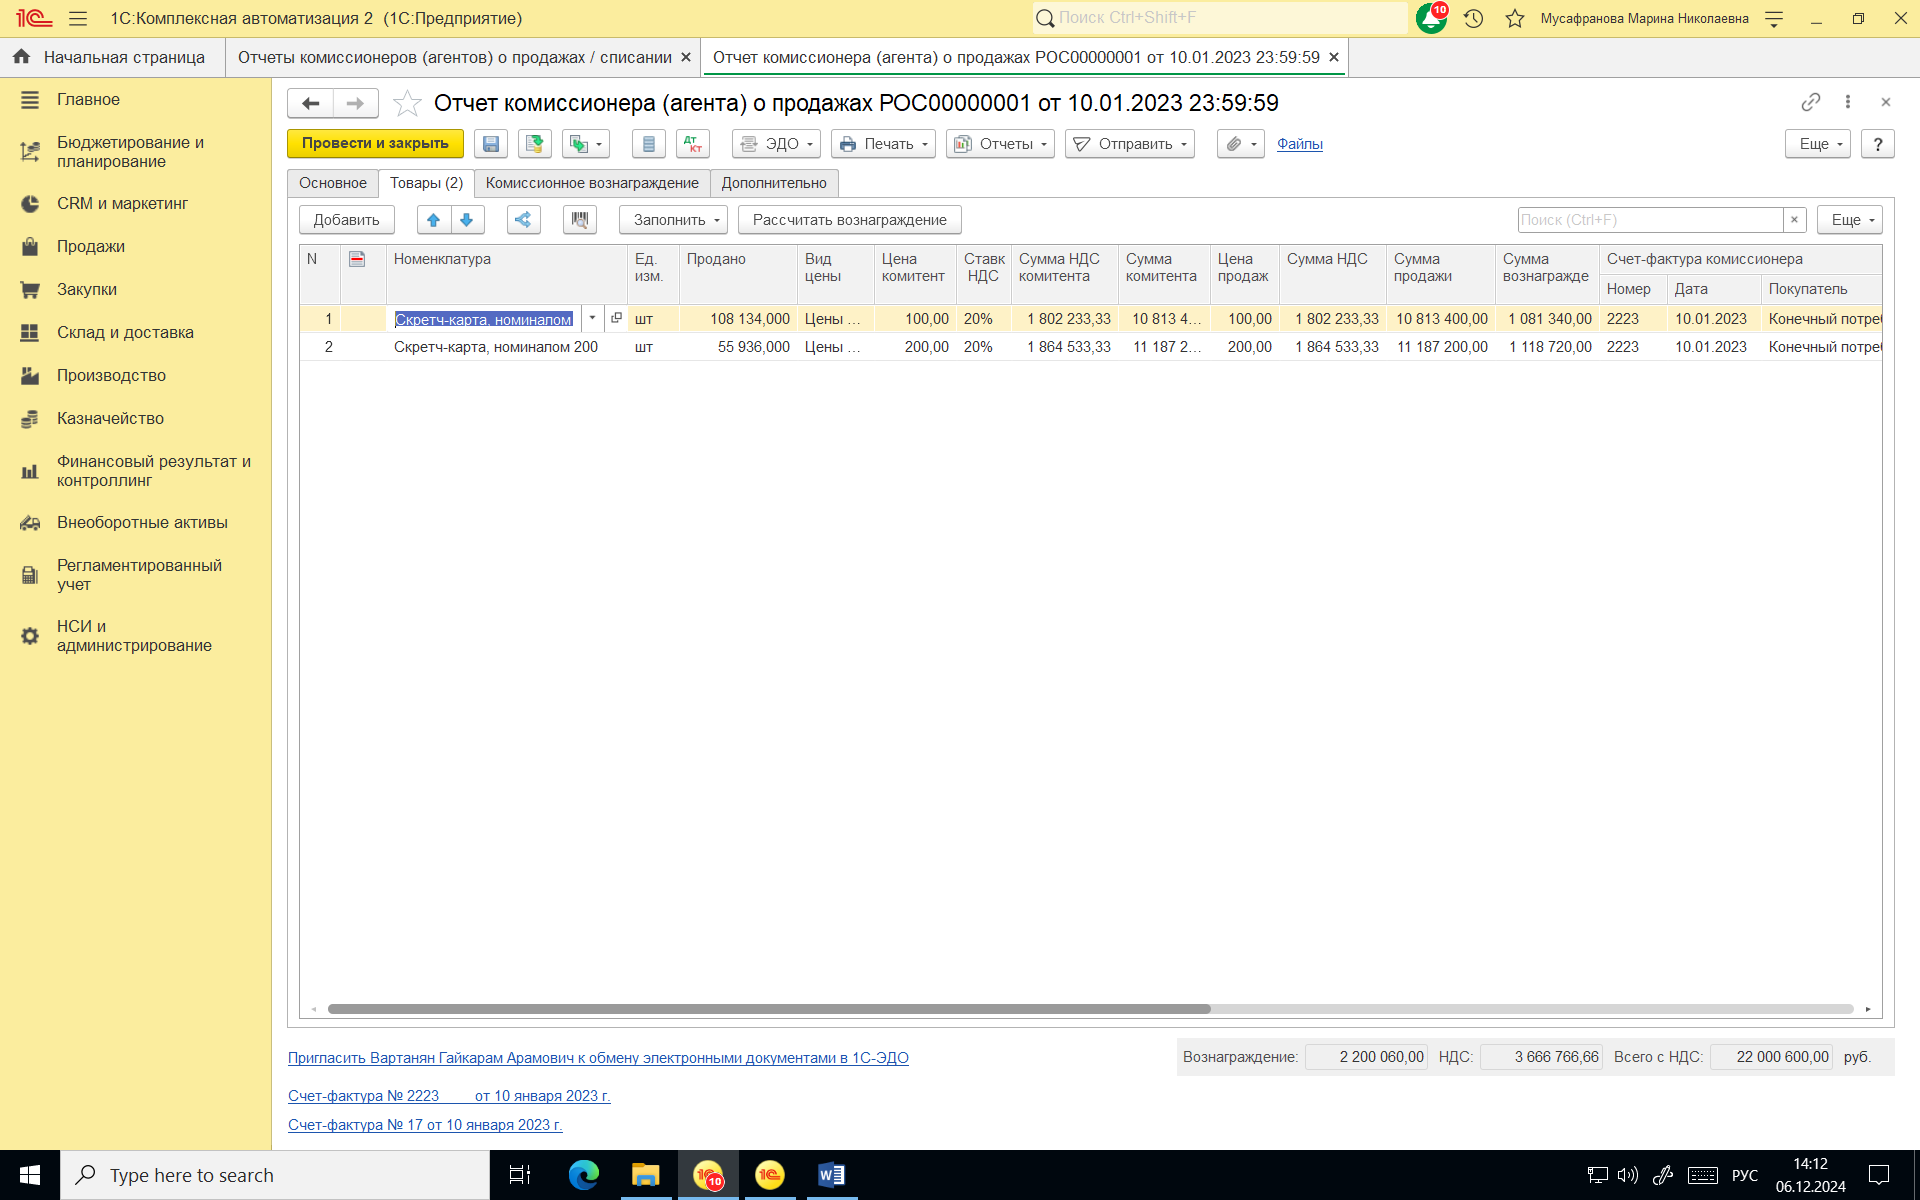 1С:Комплексная автоматизация 2 (1С:Предприятие)
Поиск Ctrl+Shift+F
10
Мусафранова Марина Николаевна
Начальная страница
Отчеты комиссионеров (агентов) о продажах / списании
Отчет комиссионера (агента) о продажах РОС00000001 от 10.01.2023 23:59:59
Главное
Бюджетирование и
планирование
CRM и маркетинг
Продажи
Закупки
Склад и доставка
Производство
Казначейство
Финансовый результат и
контроллинг
Внеоборотные активы
Регламентированный
учет
НСИ и
администрирование
Отчет комиссионера (агента) о продажах РОС00000001 от 10.01.2023 23:59:59
Провести и закрыть
Дт
Кт
ЭДО
Печать
Отчеты
Отправить
Файлы
Еще
?
Основное
Товары (2)
Комиссионное вознаграждение
Дополнительно
Добавить
Заполнить
Рассчитать вознаграждение
Поиск (Ctrl+F)
×
Еще
N Номенклатура Ед. изм. Продано Вид цены Цена комитент Ставк НДС Сумма НДС комитента Сумма комитента Цена продаж Сумма НДС Сумма продажи Сумма вознагражде Счет-фактура комиссионера
Номер Дата Покупатель
1 Скретч-карта, номиналом шт 108 134,000 Цены ... 100,00 20% 1 802 233,33 10 813 4... 100,00 1 802 233,33 10 813 400,00 1 081 340,00 2223 10.01.2023 Конечный потре
2 Скретч-карта, номиналом 200 шт 55 936,000 Цены ... 200,00 20% 1 864 533,33 11 187 2... 200,00 1 864 533,33 11 187 200,00 1 118 720,00 2223 10.01.2023 Конечный потре
Пригласить Вартанян Гайкарам Арамович к обмену электронными документами в 1С-ЭДО
Вознаграждение: 2 200 060,00 НДС: 3 666 766,66 Всего с НДС: 22 000 600,00 руб.
Счет-фактура № 2223 от 10 января 2023 г.
Счет-фактура № 17 от 10 января 2023 г.
Type here to search
10
РУС
14:12
06.12.2024